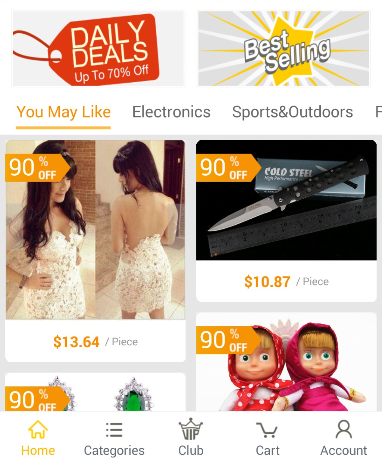 DAILY
DEALS
Up To 70% Off
Best
Selling
You May Like
Electronics
Sports&Outdoors
F
90% OFF
90% OFF
COLD STEEL
$13.64 / Piece
$10.87 / Piece
90% OFF
90% OFF
Home
Categories
VIP
Club
Cart
Account